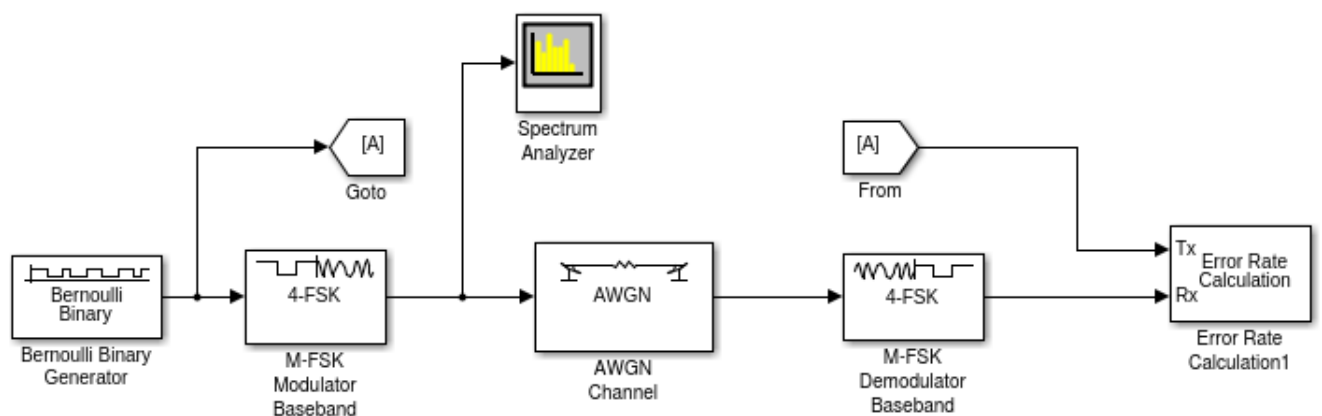 Spectrum
Analyzer
[A]
Goto
[A]
From
Bernoulli
Binary
Bernoulli Binary
Generator
4-FSK
M-FSK
Modulator
Baseband
AWGN
AWGN
Channel
4-FSK
M-FSK
Demodulator
Baseband
Tx
Rx
Error Rate
Calculation
Error Rate
Calculation1